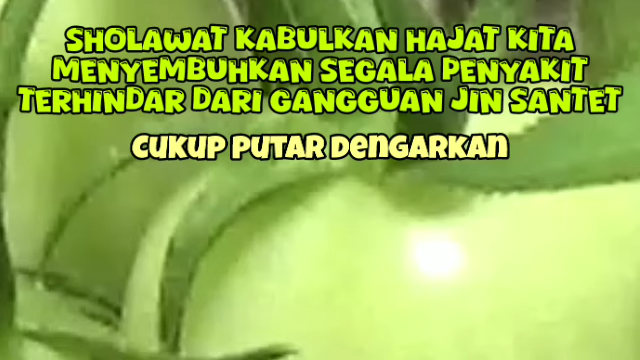 SHOLAWAT KABULKAN HAJAT KITA
MENYEMBUHKAN SEGALA PENYAKIT
TERHINDAR DARI GANGGUAN JIN SANTET
CUKUP PUTAR DENGARKAN